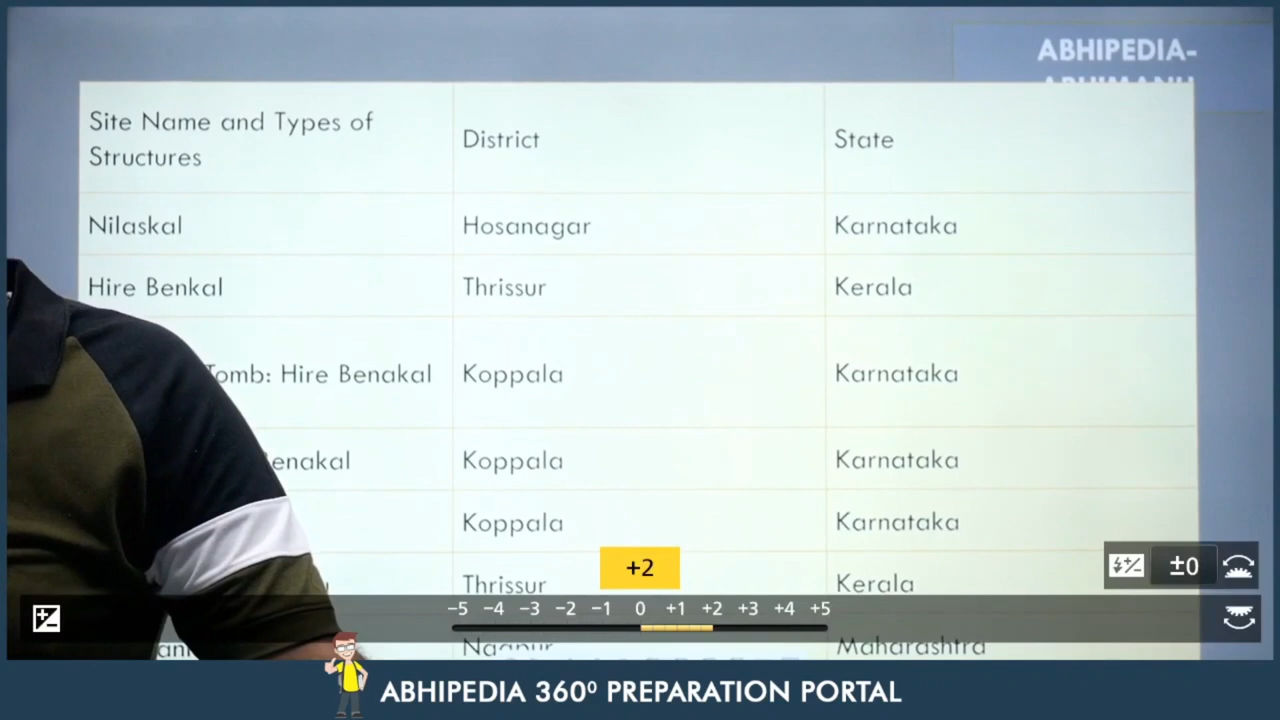 ABHIPEDIA-
Site Name and Types of
Structures
District
State
Nilaskal
Hosanagar
Karnataka
Hire Benkal
Thrissur
Kerala
Tomb: Hire Benakal
Koppala
Karnataka
Koppala
Karnataka
Koppala
Karnataka
Thrissur
Kerala
Maharashtra
+2
±0
−5 −4 −3 −2 −1 0 +1 +2 +3 +4 +5
ABHIPEDIA 360º PREPARATION PORTAL